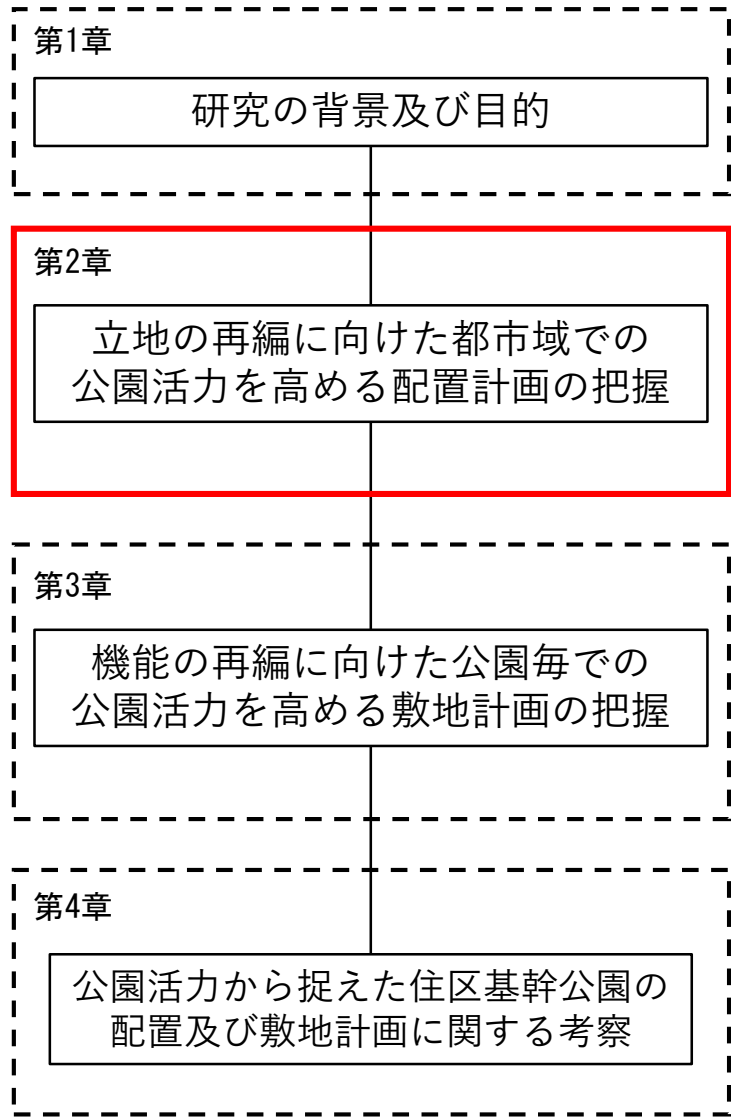 第1章
研究の背景及び目的
第2章
立地の再編に向けた都市域での
公園活力を高める配置計画の把握
第3章
機能の再編に向けた公園毎での
公園活力を高める敷地計画の把握
第4章
公園活力から捉えた住区基幹公園の
配置及び敷地計画に関する考察